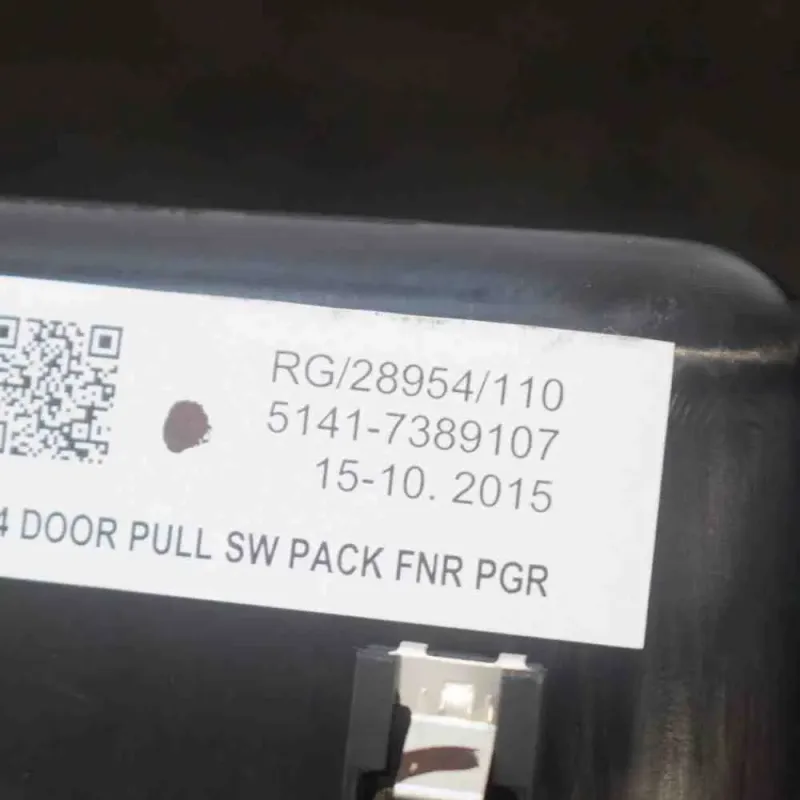 RG/28954/110
5141-7389107
15-10. 2015
4 DOOR PULL SW PACK FNR PGR